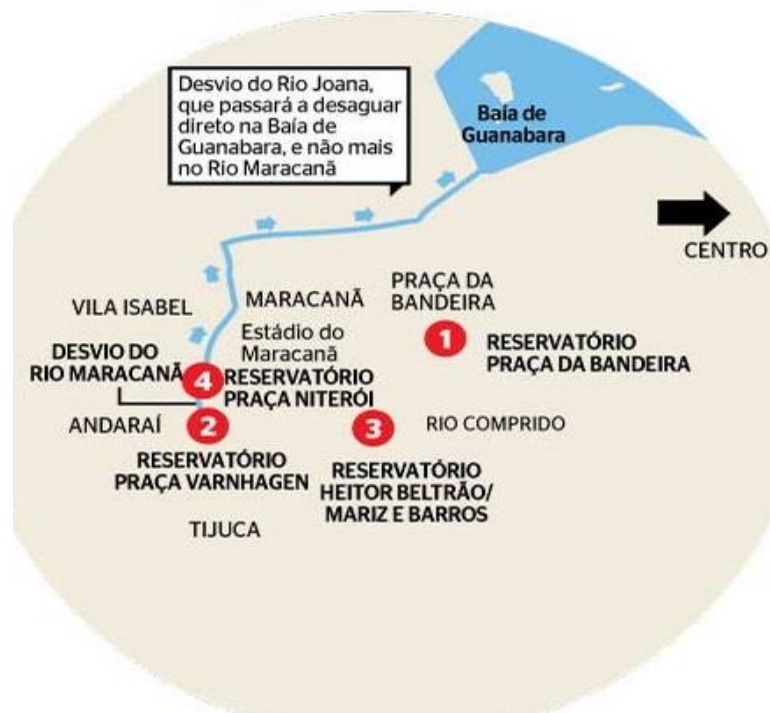 Desvio do Rio Joana,
que passará a desaguar
direto na Baía de
Guanabara, e não mais
no Rio Maracanã
Baía de
Guanabara
CENTRO
PRAÇA DA
BANDEIRA
VILA ISABEL
MARACANÃ
Estádio do
Maracanã
1
RESERVATÓRIO
PRAÇA DA BANDEIRA
DESVIO DO
RIO MARACANÃ
4
RESERVATÓRIO
PRAÇA NITERÓI
ANDARAÍ
2
RESERVATÓRIO
PRAÇA VARNHAGEN
3
RIO COMPRIDO
RESERVATÓRIO
HEITOR BELTRÃO/
MARIZ E BARROS
TIJUCA